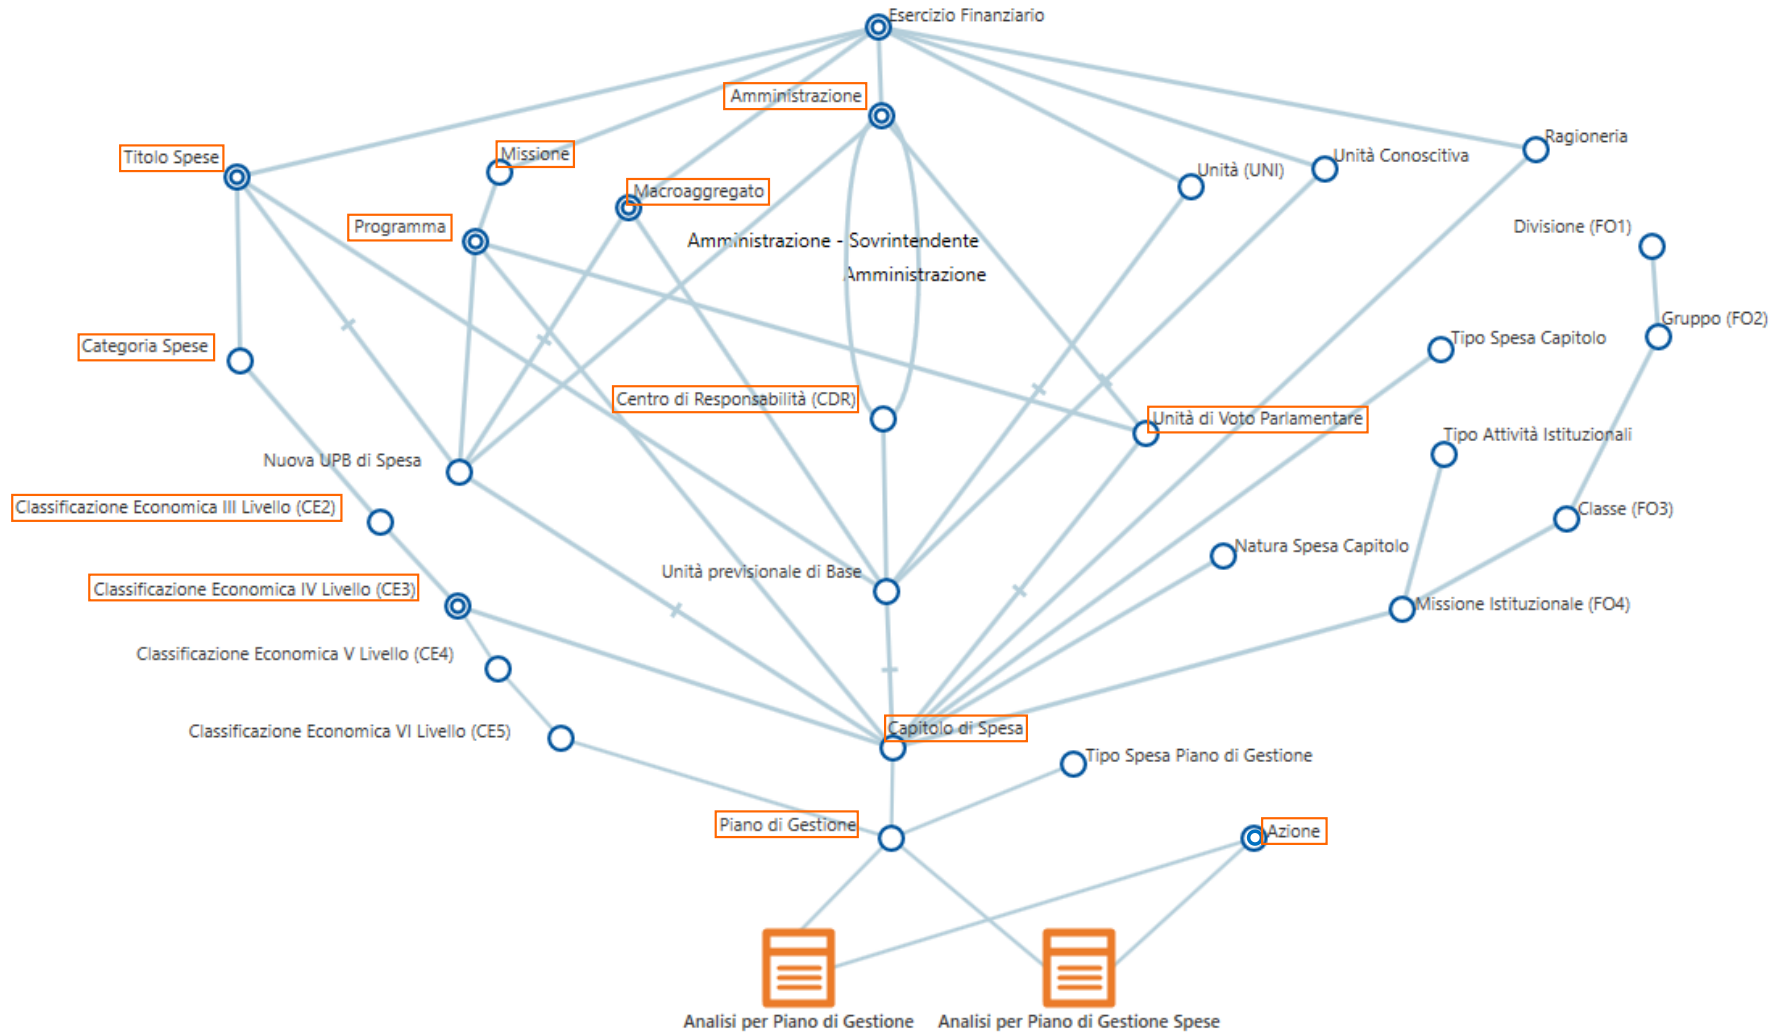 Esercizio Finanziario
Amministrazione
Ragioneria
Titolo Spese
Missione
Unità Conoscitiva
Unità (UNI)
Macroaggregato
Programma
Divisione (FO1)
Amministrazione - Sovrintendente
Amministrazione
Gruppo (FO2)
Tipo Spesa Capitolo
Categoria Spese
Centro di Responsabilità (CDR)
Unità di Voto Parlamentare
Tipo Attività Istituzionali
Nuova UPB di Spesa
Classificazione Economica III Livello (CE2)
Classe (FO3)
Natura Spesa Capitolo
Unità previsionale di Base
Classificazione Economica IV Livello (CE3)
Missione Istituzionale (FO4)
Classificazione Economica V Livello (CE4)
Capitolo di Spesa
Classificazione Economica VI Livello (CE5)
Tipo Spesa Piano di Gestione
Piano di Gestione
Azione
Analisi per Piano di Gestione
Analisi per Piano di Gestione Spese